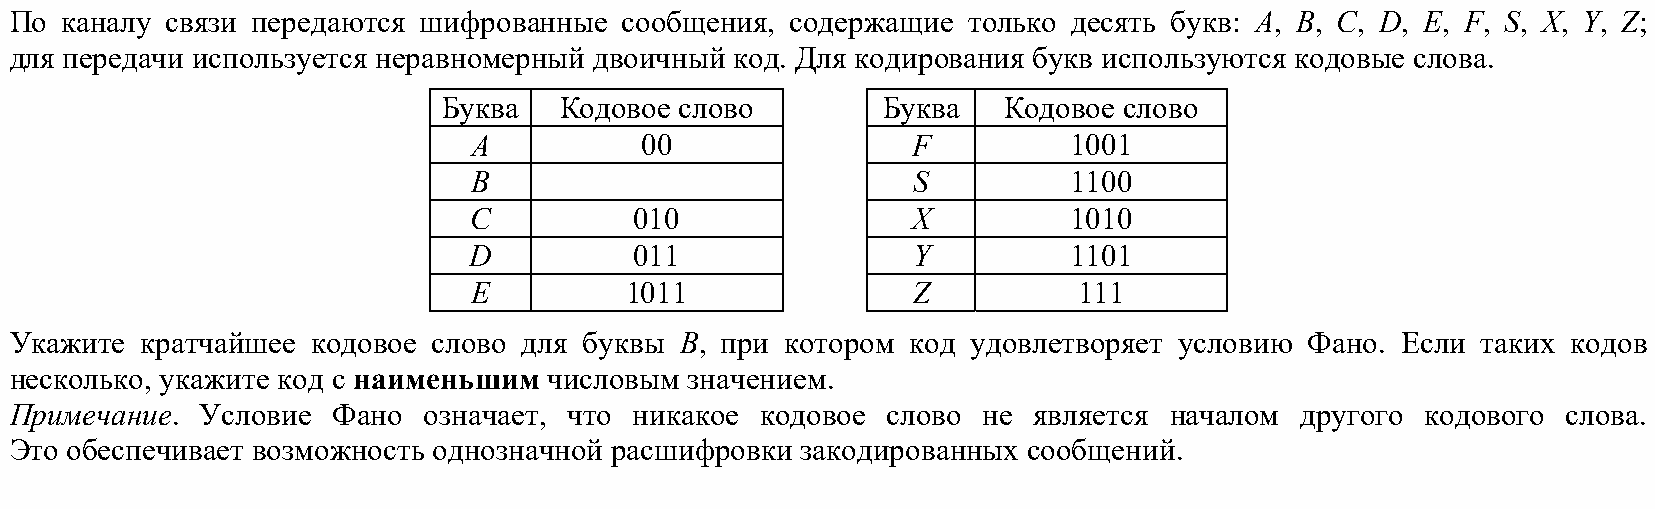 По каналу связи передаются шифрованные сообщения, содержащие только десять букв: A, B, C, D, E, F, S, X, Y, Z;
для передачи используется неравномерный двоичный код. Для кодирования букв используются кодовые слова.
Буква Кодовое слово Буква Кодовое слово
A 00 F 1001
B S 1100
C 010 X 1010
D 011 Y 1101
E 1011 Z 111
Укажите кратчайшее кодовое слово для буквы B, при котором код удовлетворяет условию Фано. Если таких кодов
несколько, укажите код с наименьшим числовым значением.
Примечание. Условие Фано означает, что никакое кодовое слово не является началом другого кодового слова.
Это обеспечивает возможность однозначной расшифровки закодированных сообщений.